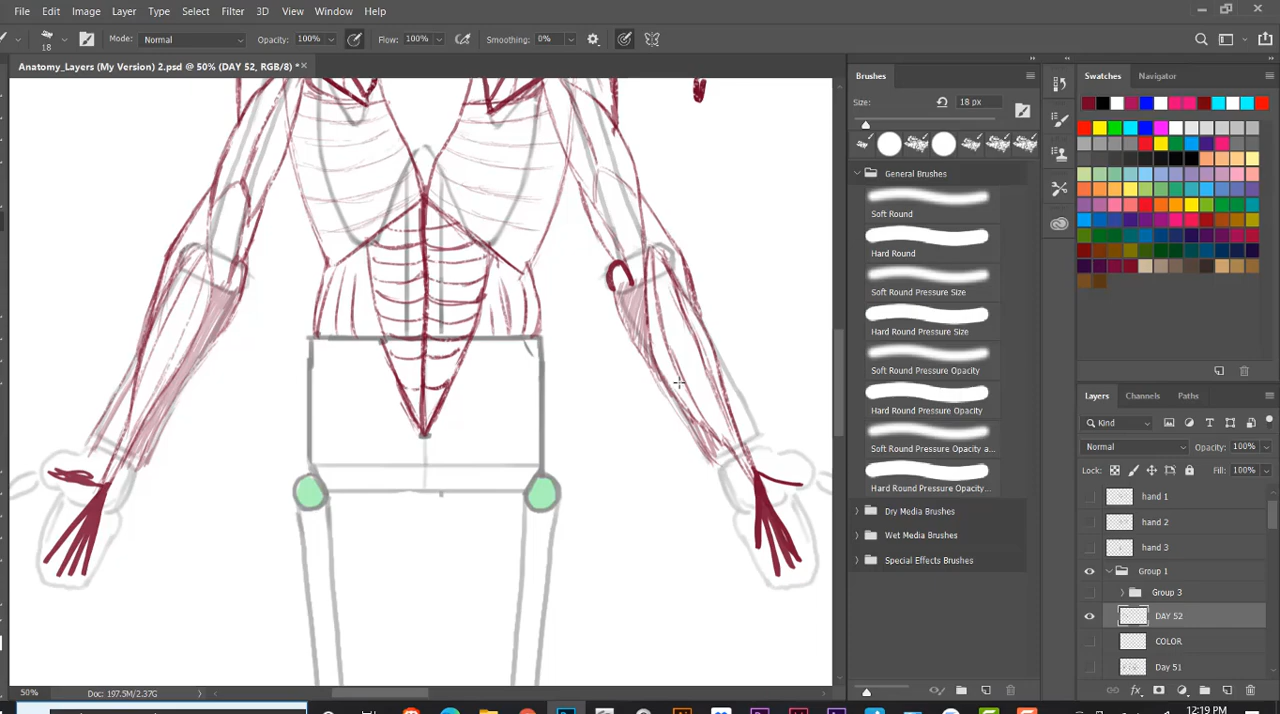 File Edit Image Layer Type Select Filter 3D View Window Help
18 Mode: Normal Opacity: 100% Flow: 100% Smoothing: 0%
Anatomy_Layers (My Version) 2.psd @ 50% (DAY 52, RGB/8) * ×
Brushes
Size: 18 px
General Brushes
Soft Round
Hard Round
Soft Round Pressure Size
Hard Round Pressure Size
Soft Round Pressure Opacity
Hard Round Pressure Opacity
Soft Round Pressure Opacity a...
Hard Round Pressure Opacity...
Dry Media Brushes
Wet Media Brushes
Special Effects Brushes
Swatches Navigator
Layers Channels Paths
Kind
Normal Opacity: 100%
Lock: Fill: 100%
hand 1
hand 2
hand 3
Group 1
Group 3
DAY 52
COLOR
Day 51
50% Doc: 197.5M/2.37G
12:19 PM